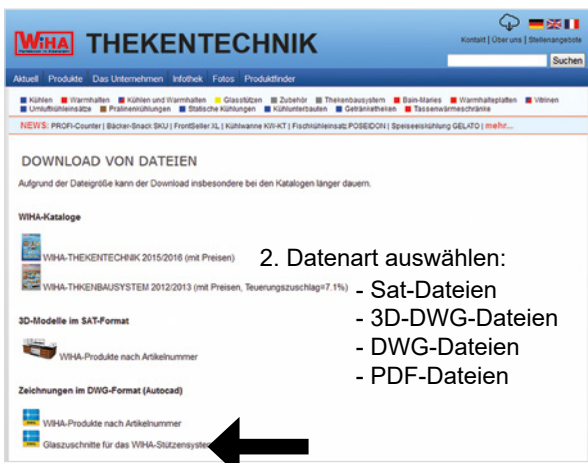 WIHA THEKENTECHNIK
Kontakt | Über uns | Stellenangebote
Suchen
Aktuell Produkte Das Unternehmen Infothek Fotos Produktfinder
Kühlen Warmhalten Kühlen und Warmhalten Glasstützen Zubehör Thekenbausystem Bain-Maries Warmhalteplatten Vitrinen
Umluftkühleinsätze Pralinenkühlungen Statische Kühlungen Kühlunterbauten Getränketheken Tassenwärmeschränke
NEWS: PROFI-Counter | Bäcker-Snack SKU | FrontSeller XL | Kühlwanne KW-KT | Fischkühleinsatz POSEIDON | Speiseeiskühlung GELATO | mehr...
DOWNLOAD VON DATEIEN
Aufgrund der Dateigröße kann der Download insbesondere bei den Katalogen länger dauern.
WIHA-Kataloge
WIHA-THEKENTECHNIK 2015/2016 (mit Preisen)
WIHA-THKENBAUSYSTEM 2012/2013 (mit Preisen, Teuerungszuschlag=7.1%)
2. Datenart auswählen:
- Sat-Dateien
- 3D-DWG-Dateien
- DWG-Dateien
- PDF-Dateien
3D-Modelle im SAT-Format
WIHA-Produkte nach Artikelnummer
Zeichnungen im DWG-Format (Autocad)
WIHA-Produkte nach Artikelnummer
Glaszuschnitte für das WIHA-Stützensystem